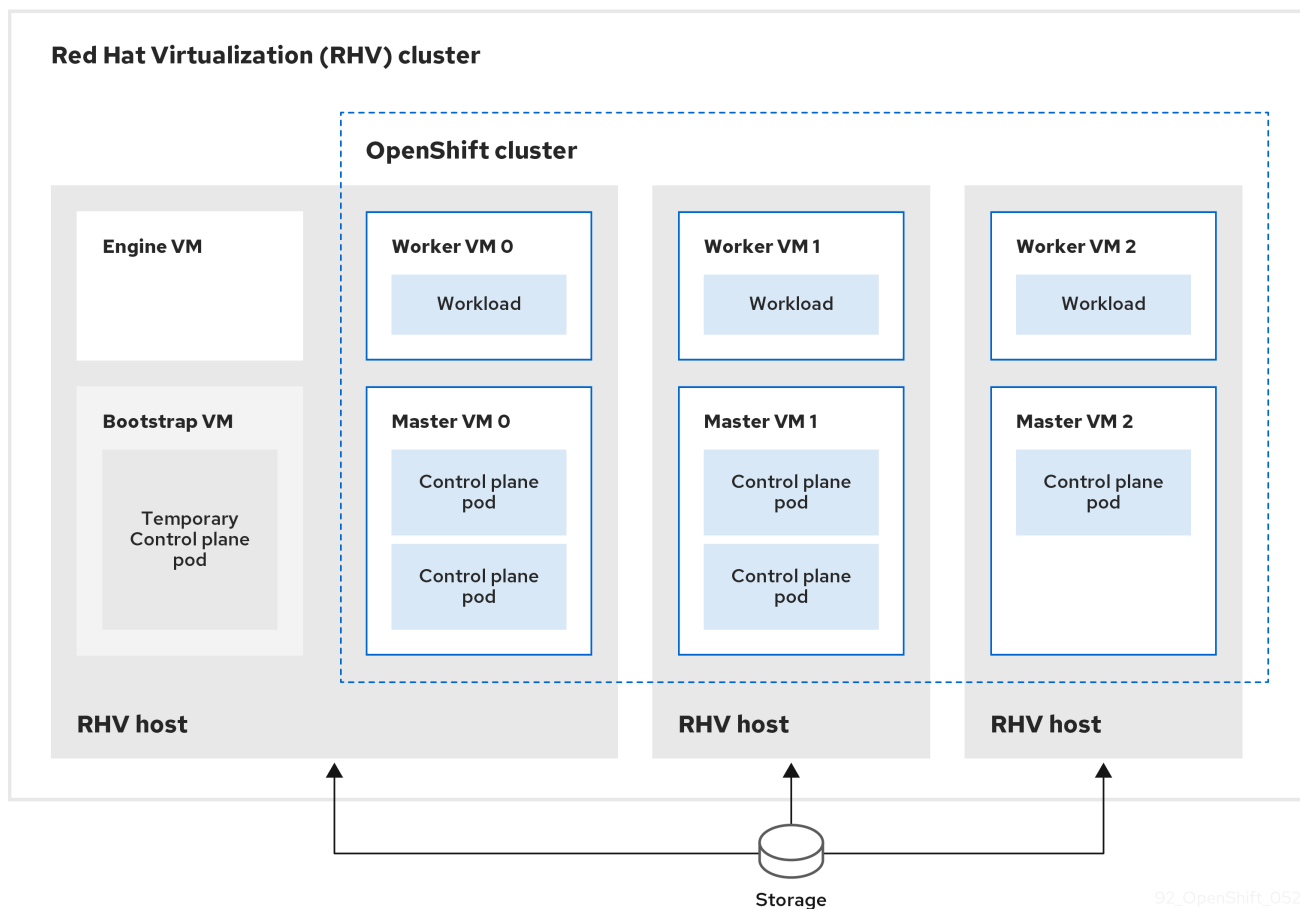 Red Hat Virtualization (RHV) cluster
OpenShift cluster
Engine VM
Bootstrap VM
Temporary
Control plane
pod
Worker VM 0
Workload
Master VM 0
Control plane
pod
Control plane
pod
RHV host
Worker VM 1
Workload
Master VM 1
Control plane
pod
Control plane
pod
RHV host
Worker VM 2
Workload
Master VM 2
Control plane
pod
RHV host
Storage
92_OpenShift_052